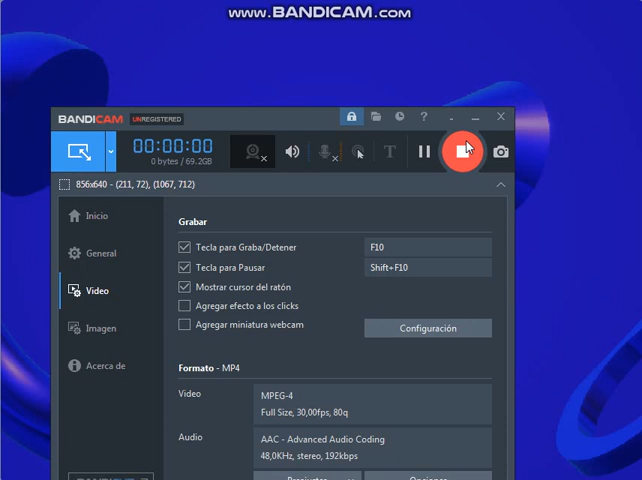 www.BANDICAM.com
BANDICAM UNREGISTERED
00:00:00
0 bytes / 69.2GB
856x640 - (211, 72), (1067, 712)
Inicio
General
Video
Imagen
Acerca de
Grabar
Tecla para Graba/Detener F10
Tecla para Pausar Shift+F10
Mostrar cursor del ratón
Agregar efecto a los clicks
Agregar miniatura webcam
Configuración
Formato - MP4
Video
MPEG-4
Full Size, 30,00fps, 80q
Audio
AAC - Advanced Audio Coding
48,0KHz, stereo, 192kbps